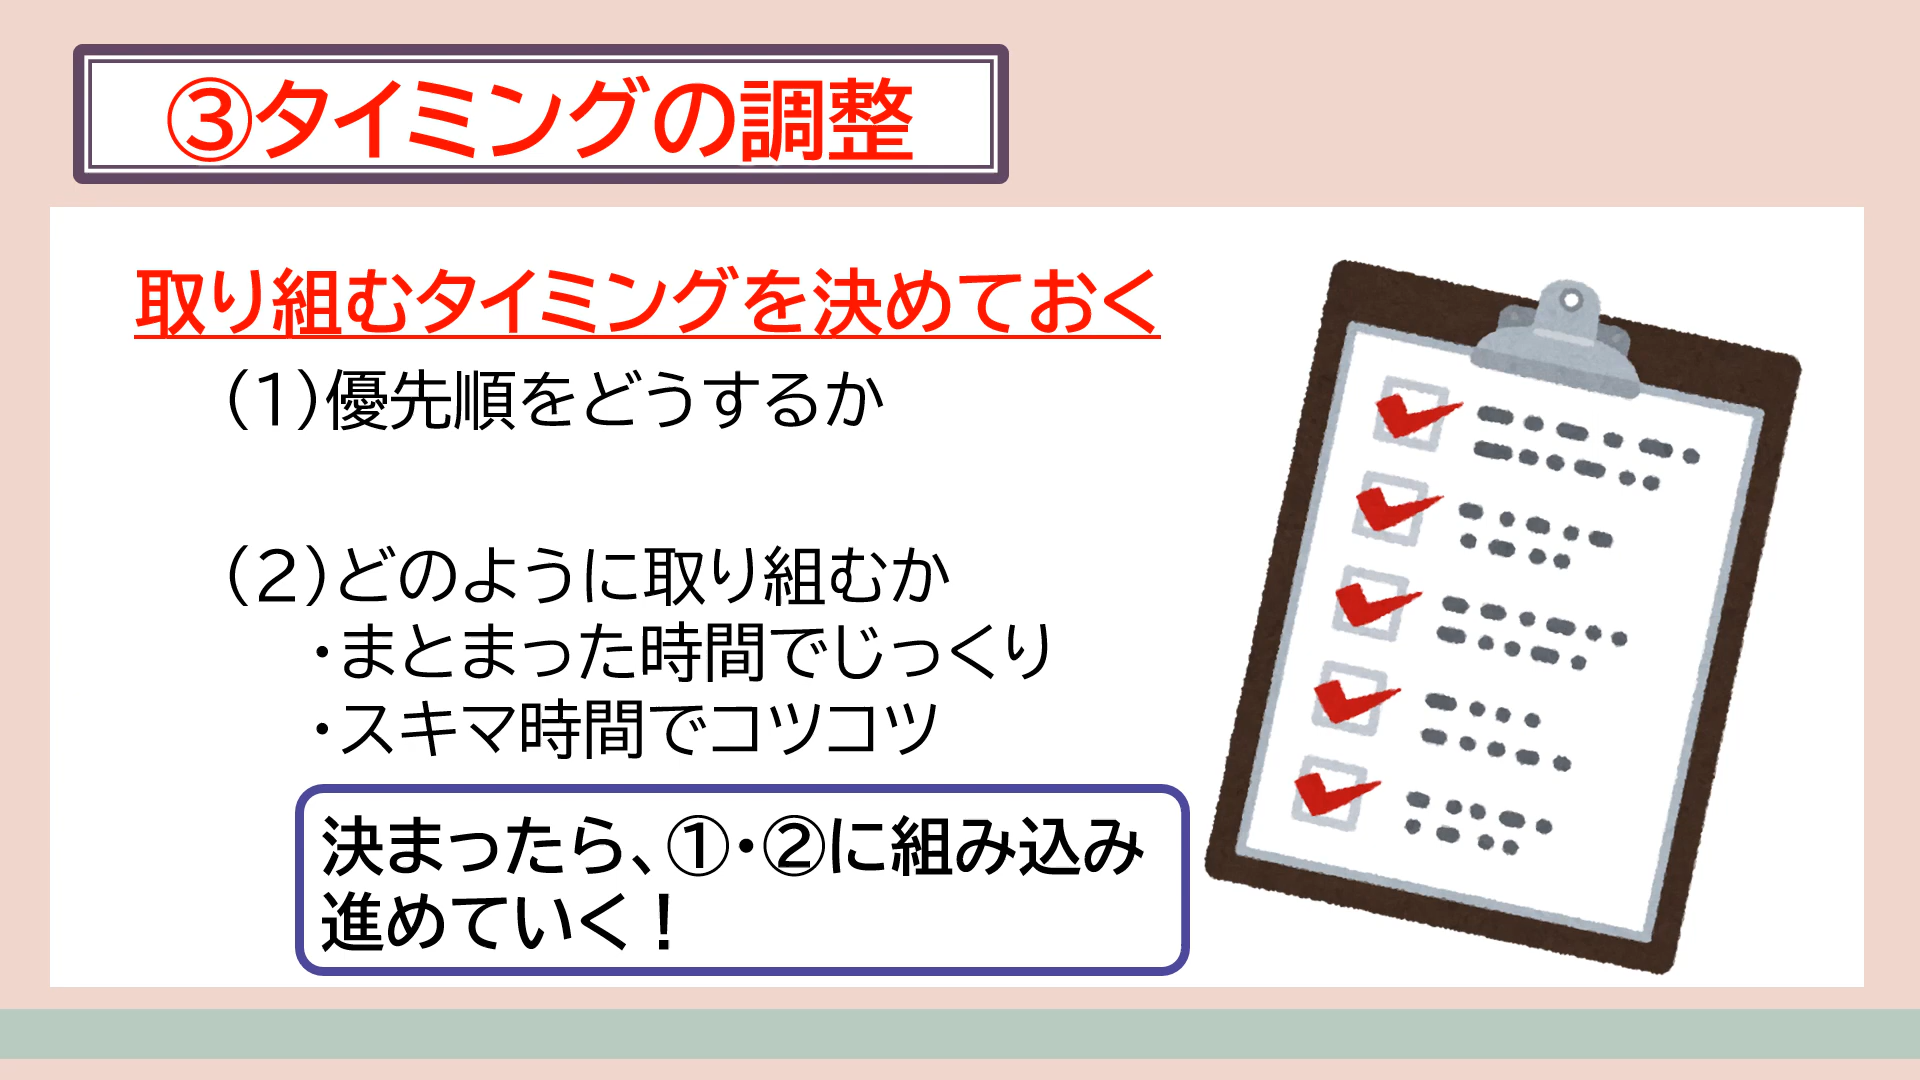 ③タイミングの調整
取り組むタイミングを決めておく
（1）優先順をどうするか
（2）どのように取り組むか
・まとまった時間でじっくり
・スキマ時間でコツコツ
決まったら、①・②に組み込み
進めていく！